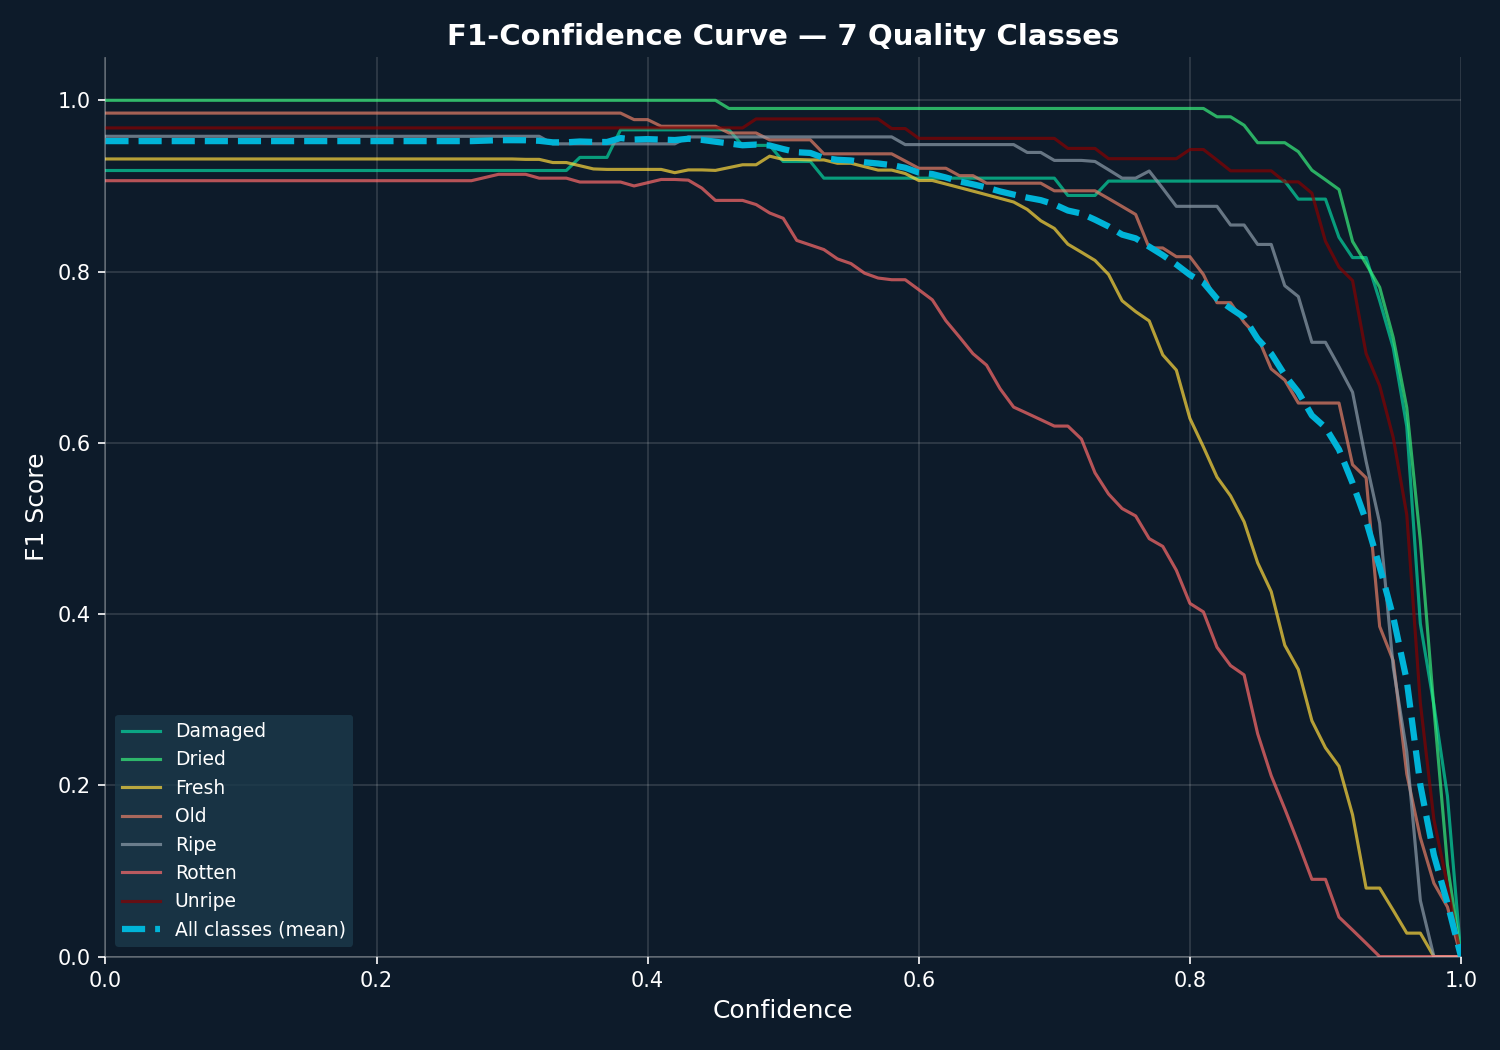 F1-Confidence Curve — 7 Quality Classes
1.0
0.8
0.6
0.4
0.2
0.0
F1 Score
Damaged
Dried
Fresh
Old
Ripe
Rotten
Unripe
All classes (mean)
0.0 0.2 0.4 0.6 0.8 1.0
Confidence